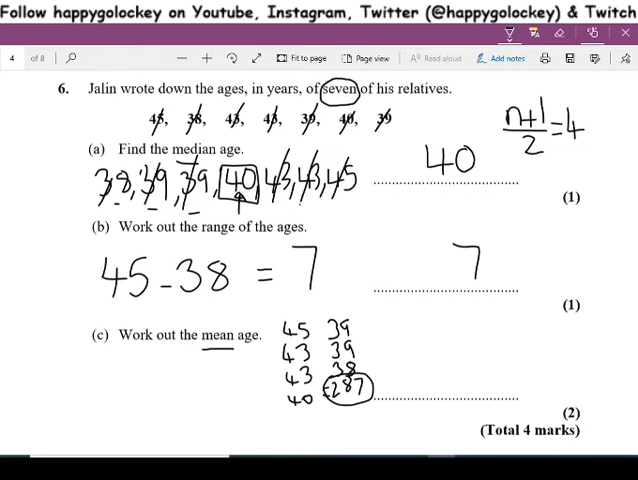 Follow happygolockey on Youtube, Instagram, Twitter (@happygolockey) & Twitch
4 of 8 Fit to page Page view Read aloud Add notes
6. Jalin wrote down the ages, in years, of seven of his relatives.
45, 38, 43, 43, 39, 40, 39
n+1/2=4
(a) Find the median age.
38, 39, 39, 40, 43, 43, 45
40
(1)
(b) Work out the range of the ages.
45-38 = 7
7
(1)
(c) Work out the mean age.
45 39
43 39
43 38
40 =287
(2)
(Total 4 marks)